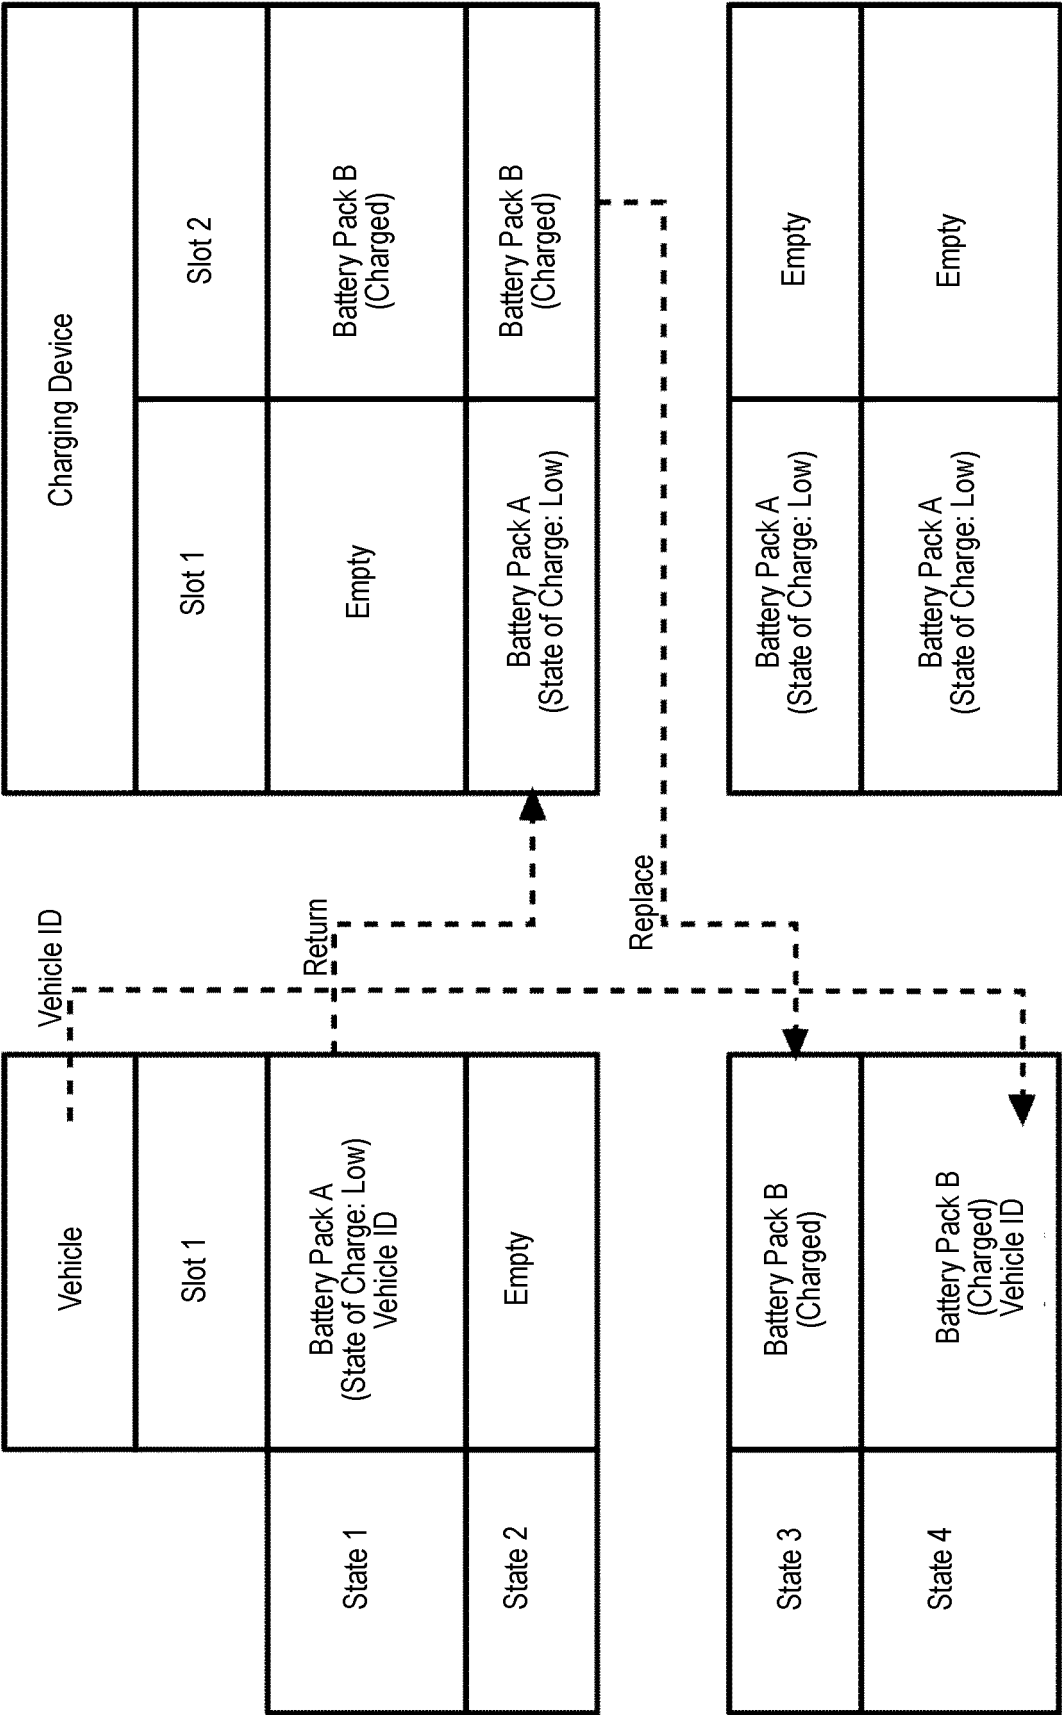 Vehicle
Vehicle ID
Charging Device
Slot 1
Slot 1
Slot 2
State 1
Battery Pack A
(State of Charge: Low)
Vehicle ID
Return
Empty
Battery Pack B
(Charged)
State 2
Empty
Battery Pack A
(State of Charge: Low)
Battery Pack B
(Charged)
Replace
State 3
Battery Pack B
(Charged)
Battery Pack A
(State of Charge: Low)
Empty
State 4
Battery Pack B
(Charged)
Vehicle ID
Battery Pack A
(State of Charge: Low)
Empty